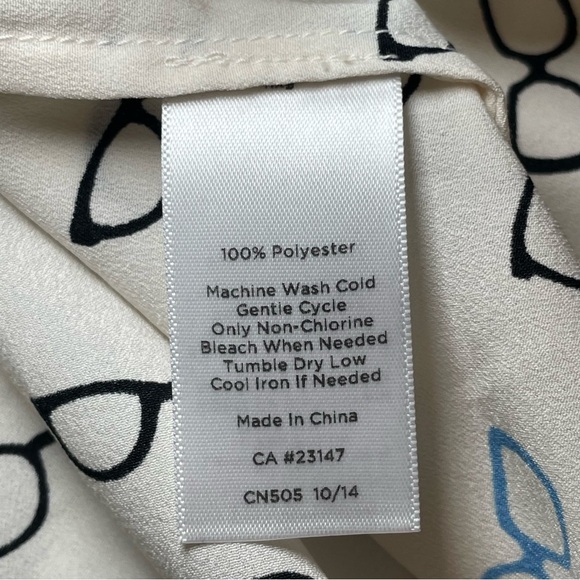 100% Polyester
Machine Wash Cold
Gentle Cycle
Only Non-Chlorine
Bleach When Needed
Tumble Dry Low
Cool Iron If Needed
Made In China
CA #23147
CN505 10/14